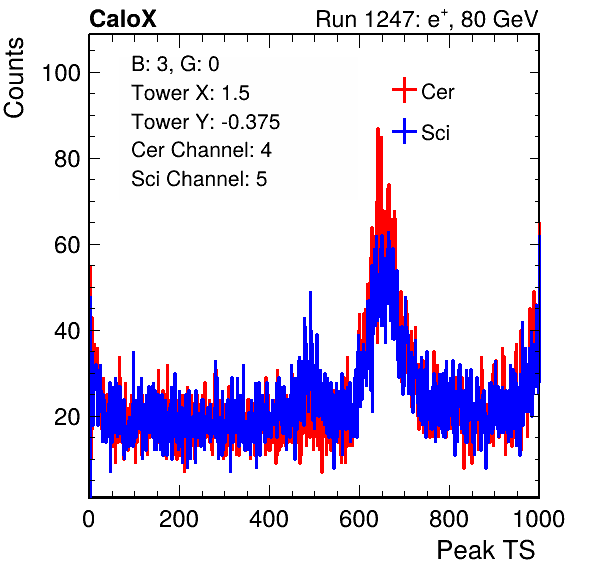 CaloX Run 1247: e⁺, 80 GeV
Counts
B: 3, G: 0
Tower X: 1.5
Tower Y: -0.375
Cer Channel: 4
Sci Channel: 5
Cer
Sci
100
80
60
40
20
0 200 400 600 800 1000
Peak TS